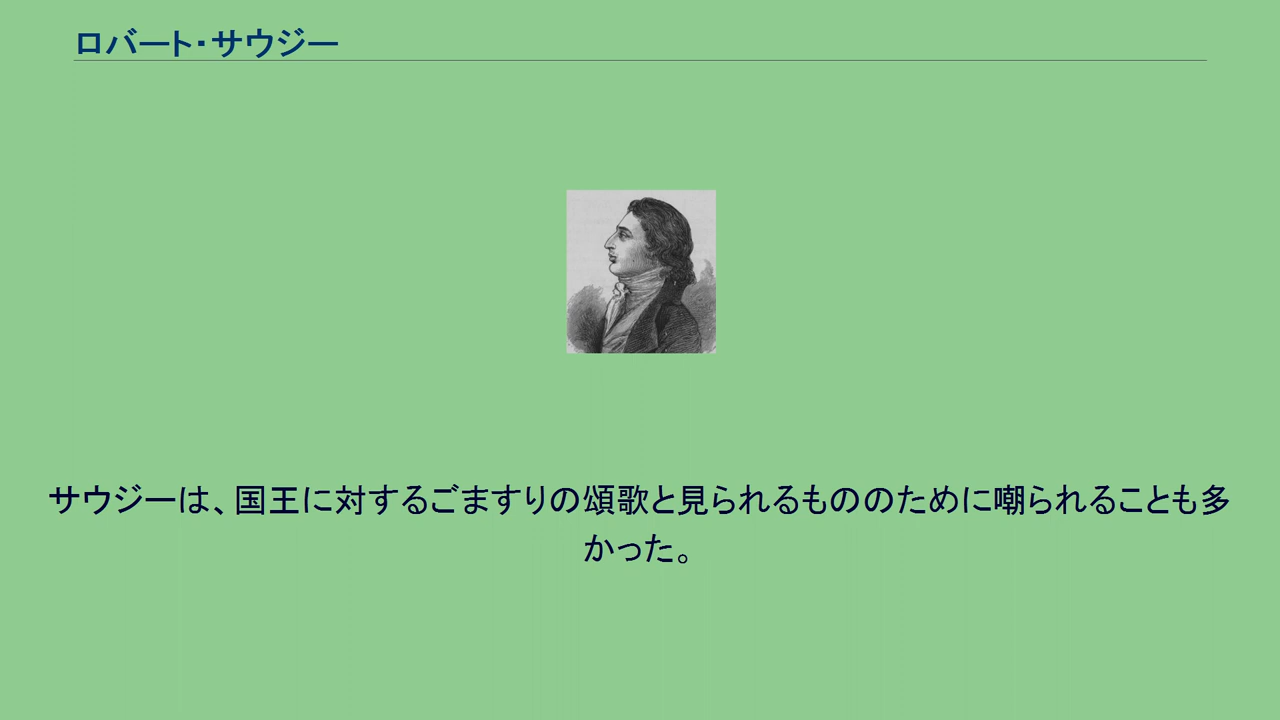 ロバート・サウジー
サウジーは、国王に対するごますりの頌歌と見られるもののために嘲られることも多
かった。